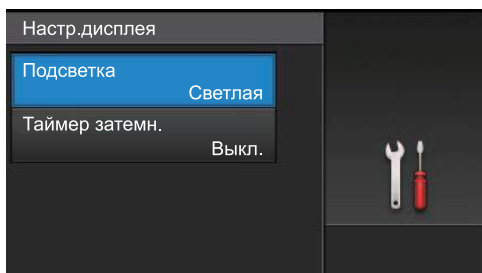 Настр.дисплея
Подсветка
Светлая
Таймер затемн.
Выкл.